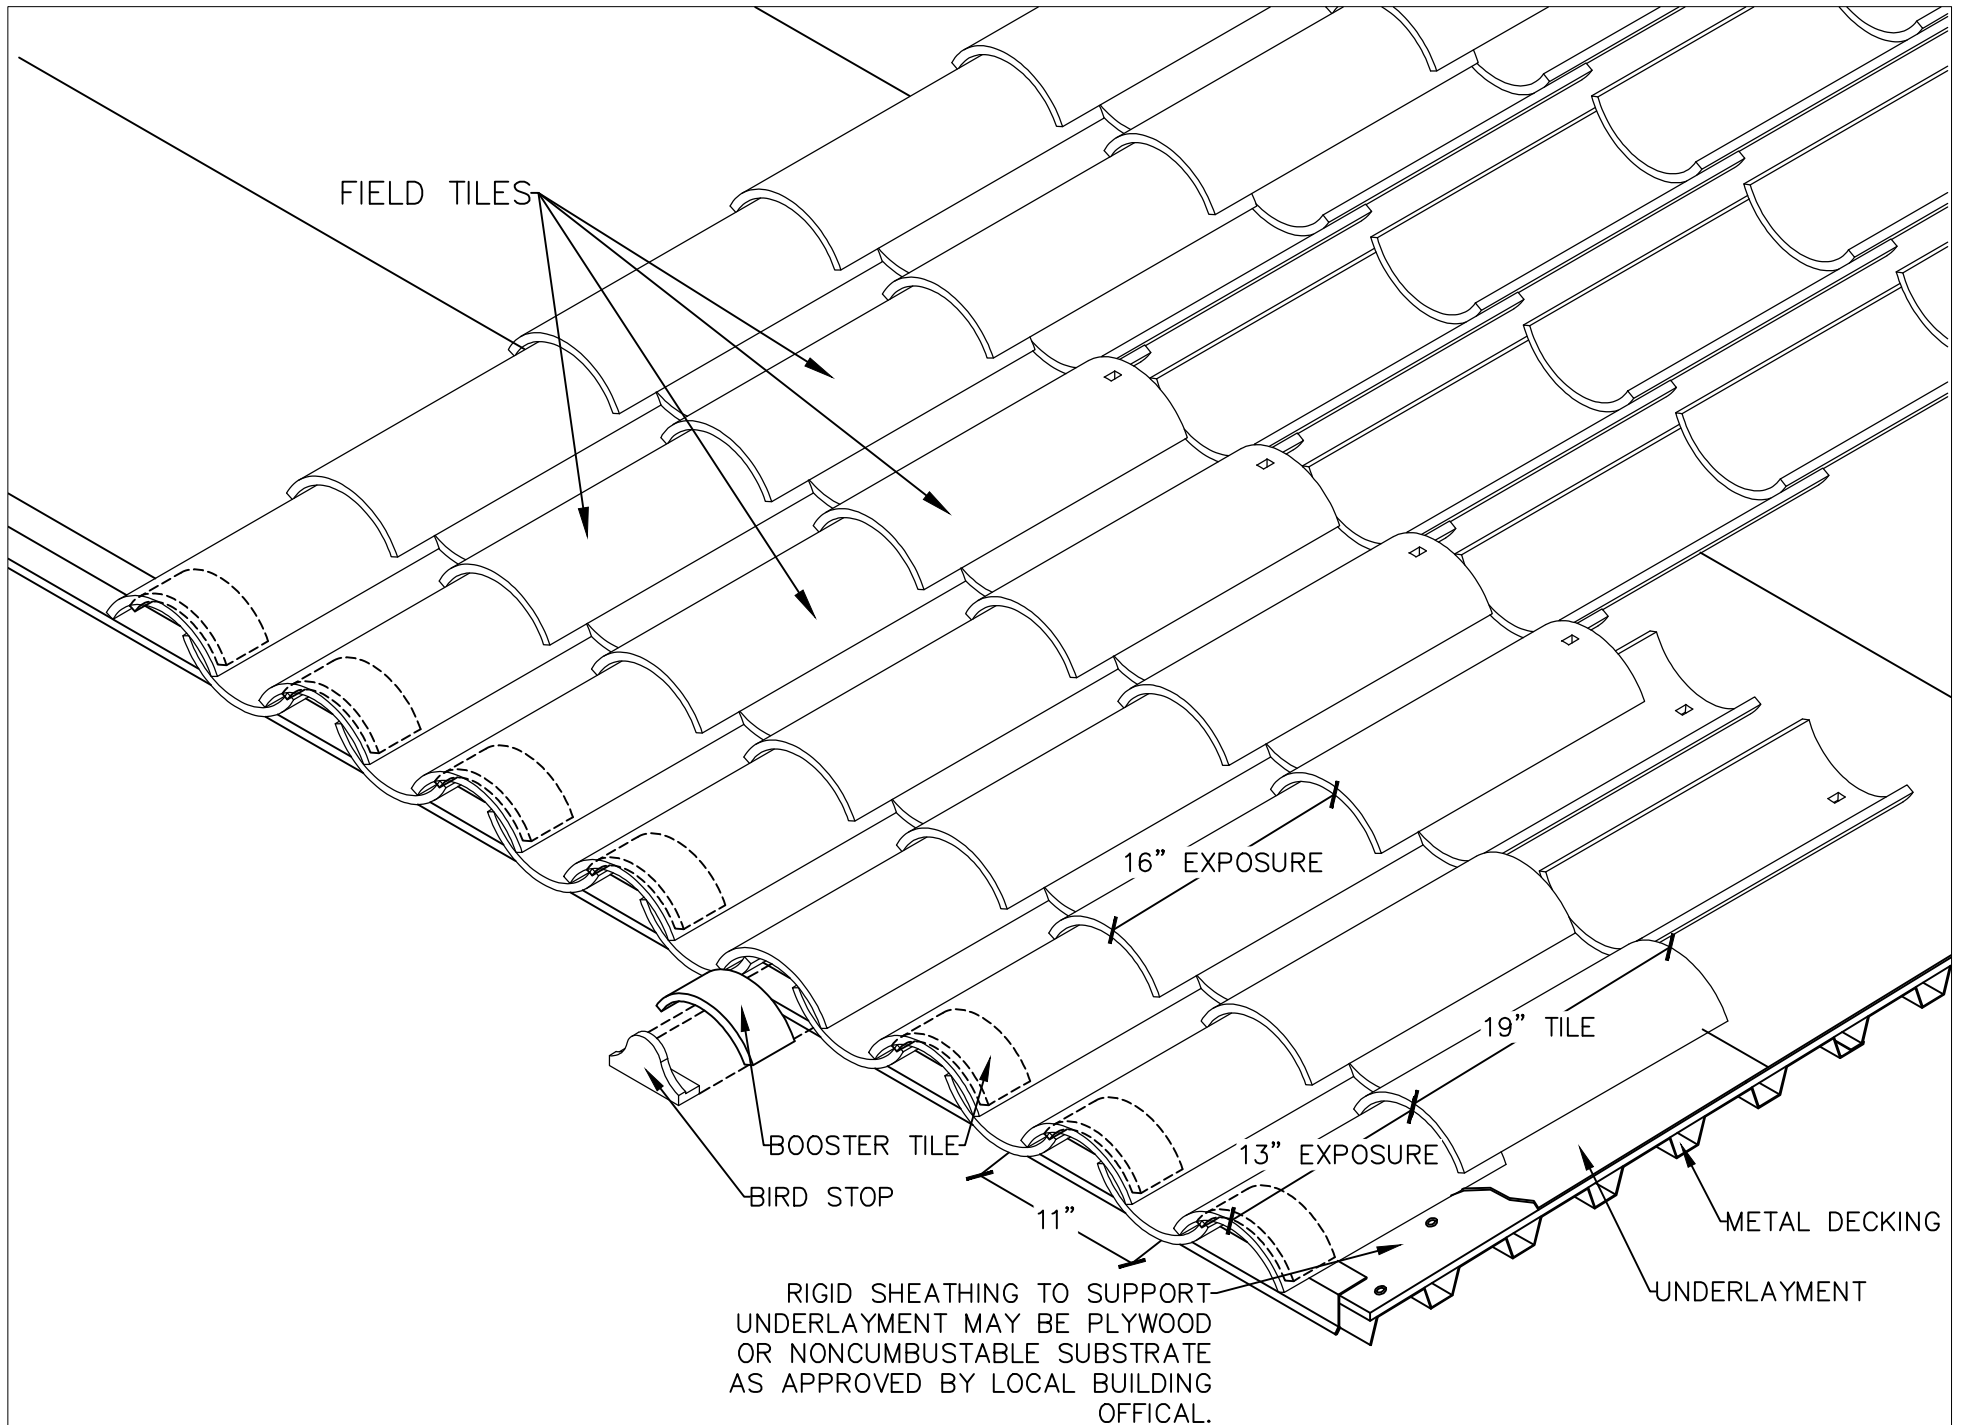 FIELD TILES
16” EXPOSURE
19” TILE
BOOSTER TILE
13” EXPOSURE
BIRD STOP
11”
METAL DECKING
UNDERLAYMENT
RIGID SHEATHING TO SUPPORT
UNDERLAYMENT MAY BE PLYWOOD
OR NONCUMBUSTABLE SUBSTRATE
AS APPROVED BY LOCAL BUILDING
OFFICAL.